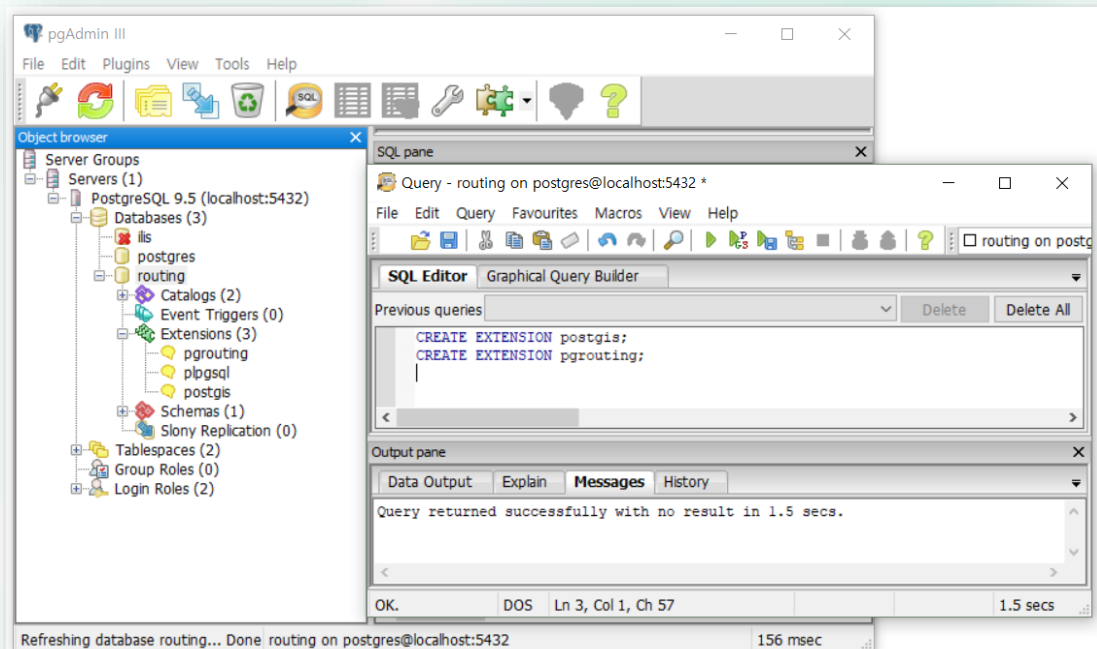 pgAdmin III
File Edit Plugins View Tools Help
SQL
Object browser
Server Groups
Servers (1)
PostgreSQL 9.5 (localhost:5432)
Databases (3)
ilis
postgres
routing
Catalogs (2)
Event Triggers (0)
Extensions (3)
pgrouting
plpgsql
postgis
Schemas (1)
Slony Replication (0)
Tablespaces (2)
Group Roles (0)
Login Roles (2)
SQL pane
Query - routing on postgres@localhost:5432 *
File Edit Query Favourites Macros View Help
routing on postg
SQL Editor Graphical Query Builder
Previous queries Delete Delete All
CREATE EXTENSION postgis;
CREATE EXTENSION pgrouting;
Output pane
Data Output Explain Messages History
Query returned successfully with no result in 1.5 secs.
OK. DOS Ln 3, Col 1, Ch 57 1.5 secs
Refreshing database routing... Done routing on postgres@localhost:5432 156 msec